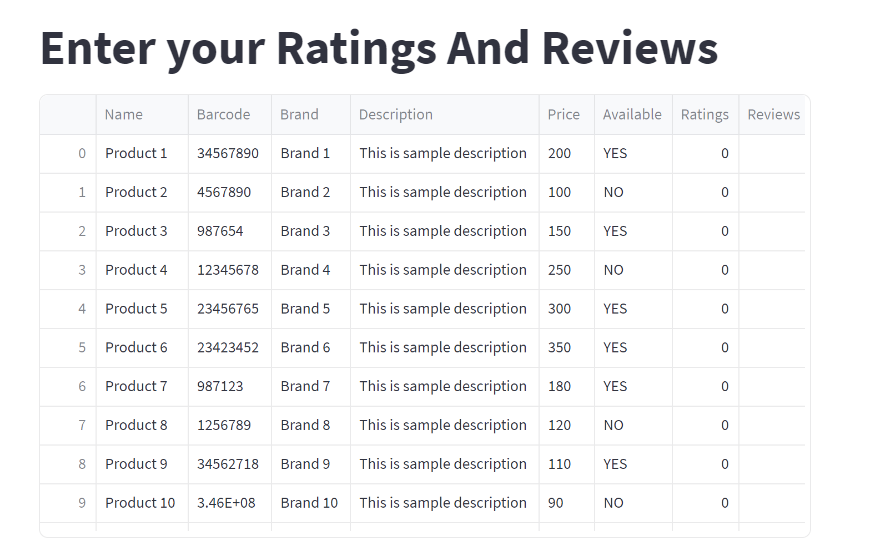 Enter your Ratings And Reviews
Name Barcode Brand Description Price Available Ratings Reviews
0 Product 1 34567890 Brand 1 This is sample description 200 YES 0
1 Product 2 4567890 Brand 2 This is sample description 100 NO 0
2 Product 3 987654 Brand 3 This is sample description 150 YES 0
3 Product 4 12345678 Brand 4 This is sample description 250 NO 0
4 Product 5 23456765 Brand 5 This is sample description 300 YES 0
5 Product 6 23423452 Brand 6 This is sample description 350 YES 0
6 Product 7 987123 Brand 7 This is sample description 180 YES 0
7 Product 8 1256789 Brand 8 This is sample description 120 NO 0
8 Product 9 34562718 Brand 9 This is sample description 110 YES 0
9 Product 10 3.46E+08 Brand 10 This is sample description 90 NO 0